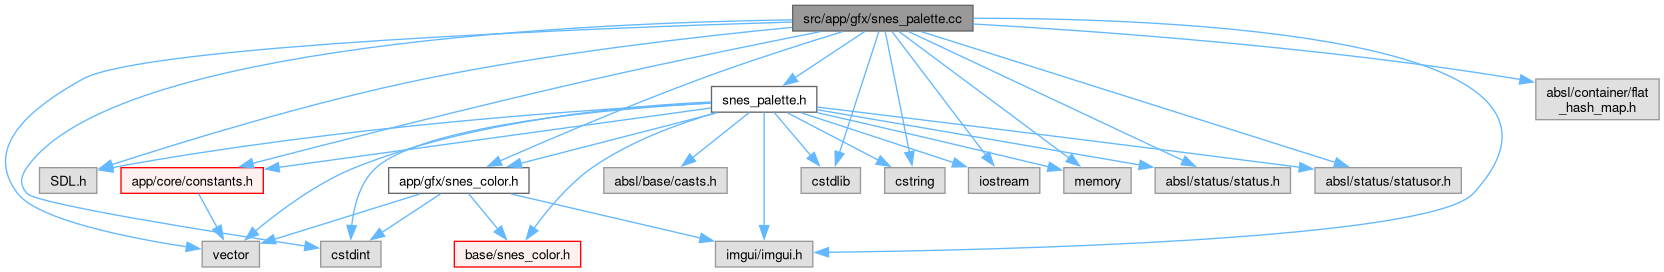 src/app/gfx/snes_palette.cc
snes_palette.h
absl/container/flat
_hash_map.h
SDL.h
app/core/constants.h
app/gfx/snes_color.h
absl/base/casts.h
cstdlib
cstring
iostream
memory
absl/status/status.h
absl/status/statusor.h
vector
cstdint
base/snes_color.h
imgui/imgui.h